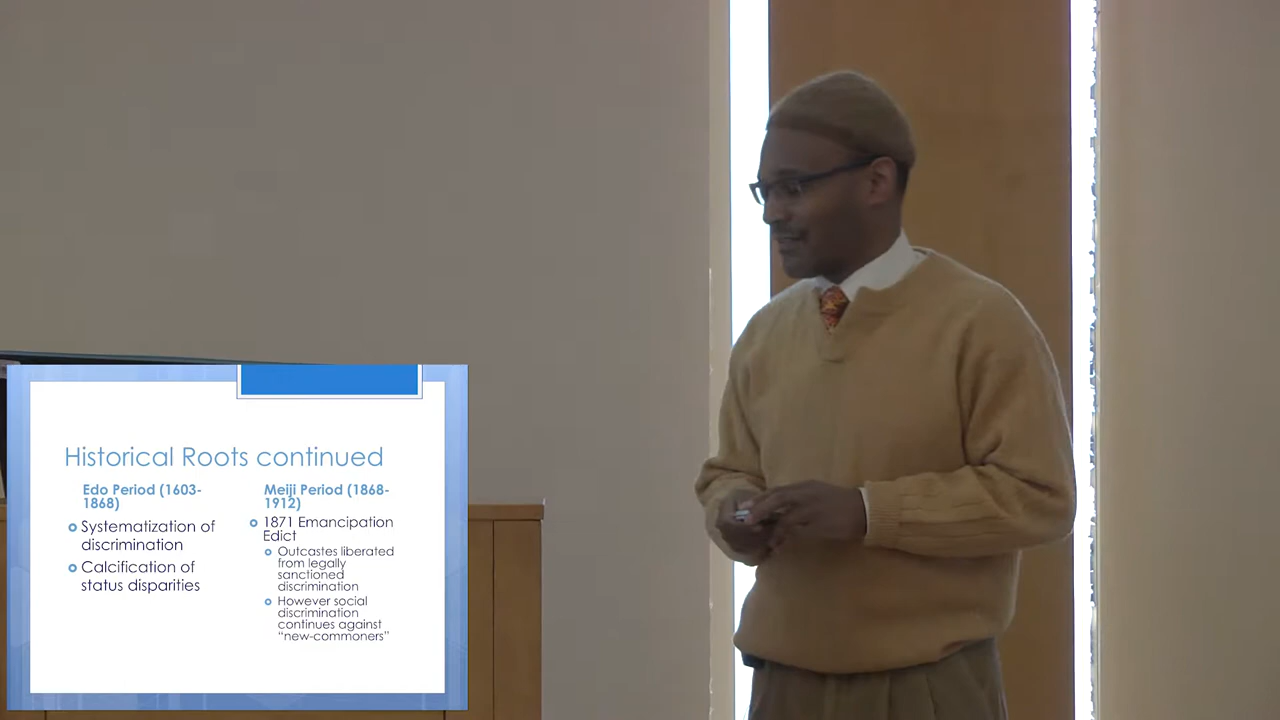 Historical Roots continued
Edo Period (1603-
1868)
Systematization of
discrimination
Calcification of
status disparities
Meiji Period (1868-
1912)
1871 Emancipation
Edict
Outcastes liberated
from legally
sanctioned
discrimination
However social
discrimination
continues against
“new-commoners”